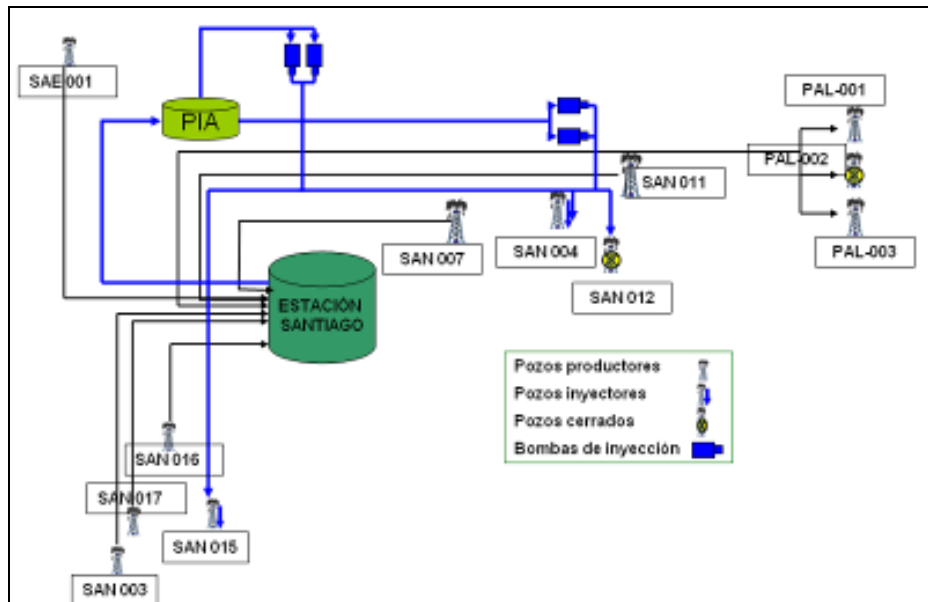 SAE 001
PIA
PAL-001
PAL-002
SAN 011
PAL-003
SAN 007
SAN 004
SAN 012
ESTACIÓN
SANTIAGO
Pozos productores
Pozos inyectores
Pozos cerrados
Bombas de inyección
SAN 016
SAN 017
SAN 015
SAN 003